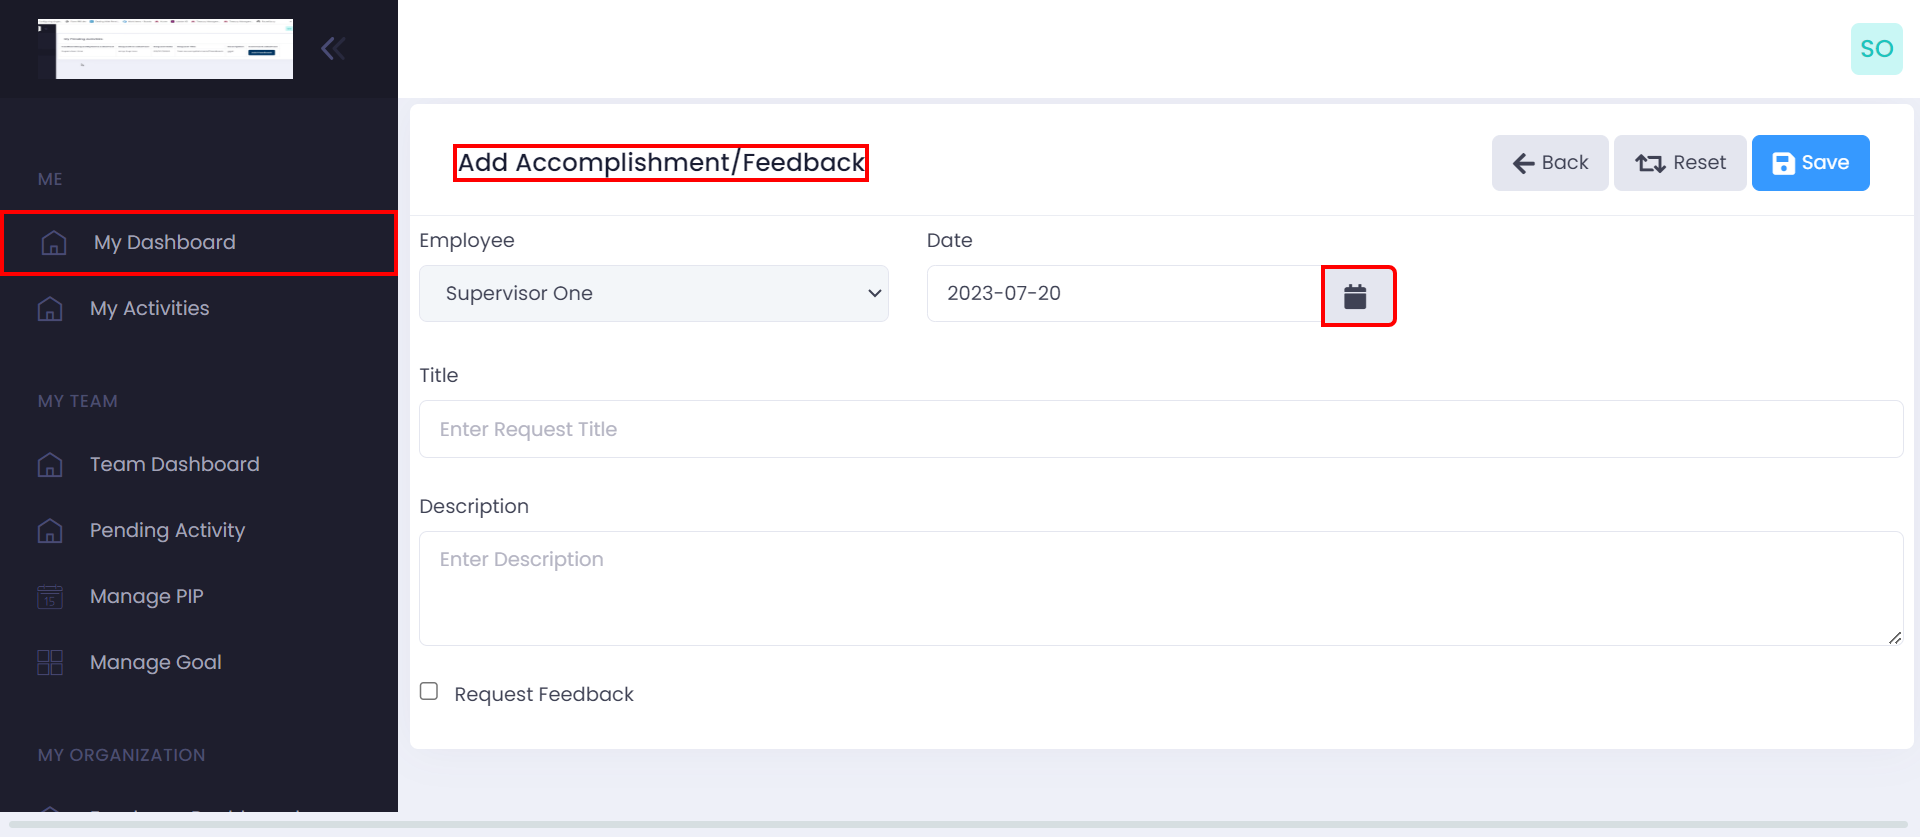 SO
ME
My Dashboard
My Activities
MY TEAM
Team Dashboard
Pending Activity
15
Manage PIP
Manage Goal
MY ORGANIZATION
Add Accomplishment/Feedback
Back
Reset
Save
Employee
Date
Supervisor One
2023-07-20
Title
Enter Request Title
Description
Enter Description
Request Feedback